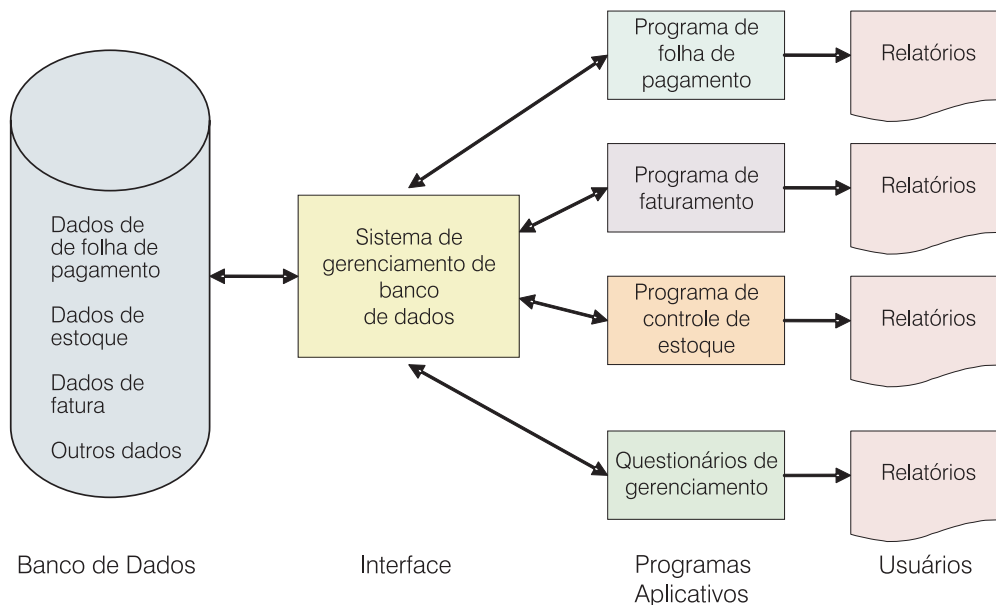 Dados de
de folha de
pagamento
Dados de
estoque
Dados de
fatura
Outros dados
Banco de Dados
Sistema de
gerenciamento de
banco
de dados
Interface
Programa de
folha de
pagamento
Programa de
faturamento
Programa de
controle de
estoque
Questionários de
gerenciamento
Programas
Aplicativos
Relatórios
Relatórios
Relatórios
Relatórios
Usuários